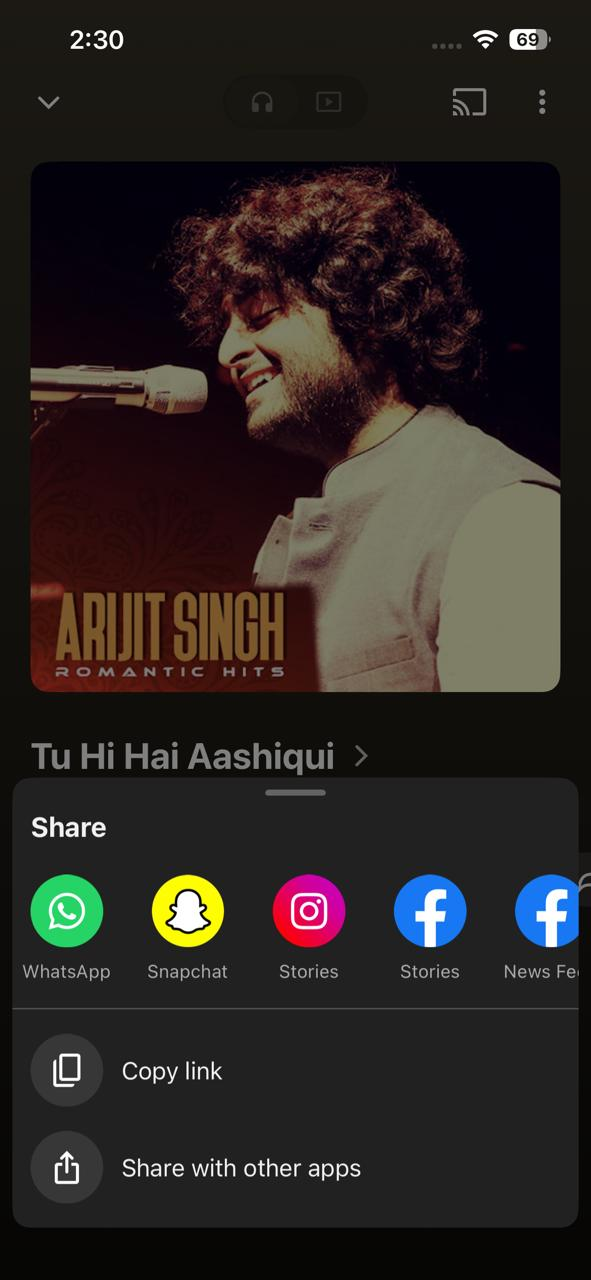 2:30
69
ARIJIT SINGH
ROMANTIC HITS
Tu Hi Hai Aashiqui
Share
WhatsApp Snapchat Stories Stories News Fe
Copy link
Share with other apps